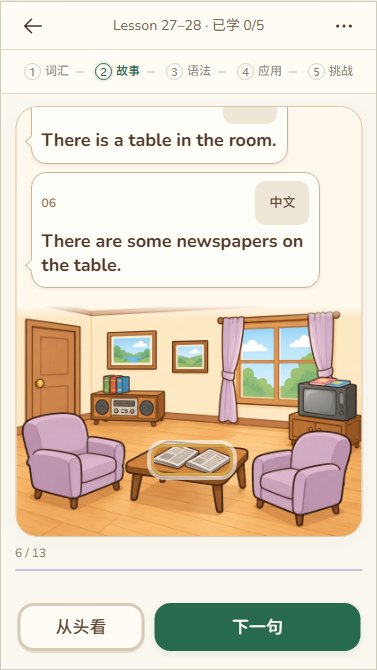 Lesson 27–28 · 已学 0/5
1 词汇 — 2 故事 — 3 语法 — 4 应用 — 5 挑战
There is a table in the room.
06 中文
There are some newspapers on
the table.
6 / 13
从头看 下一句